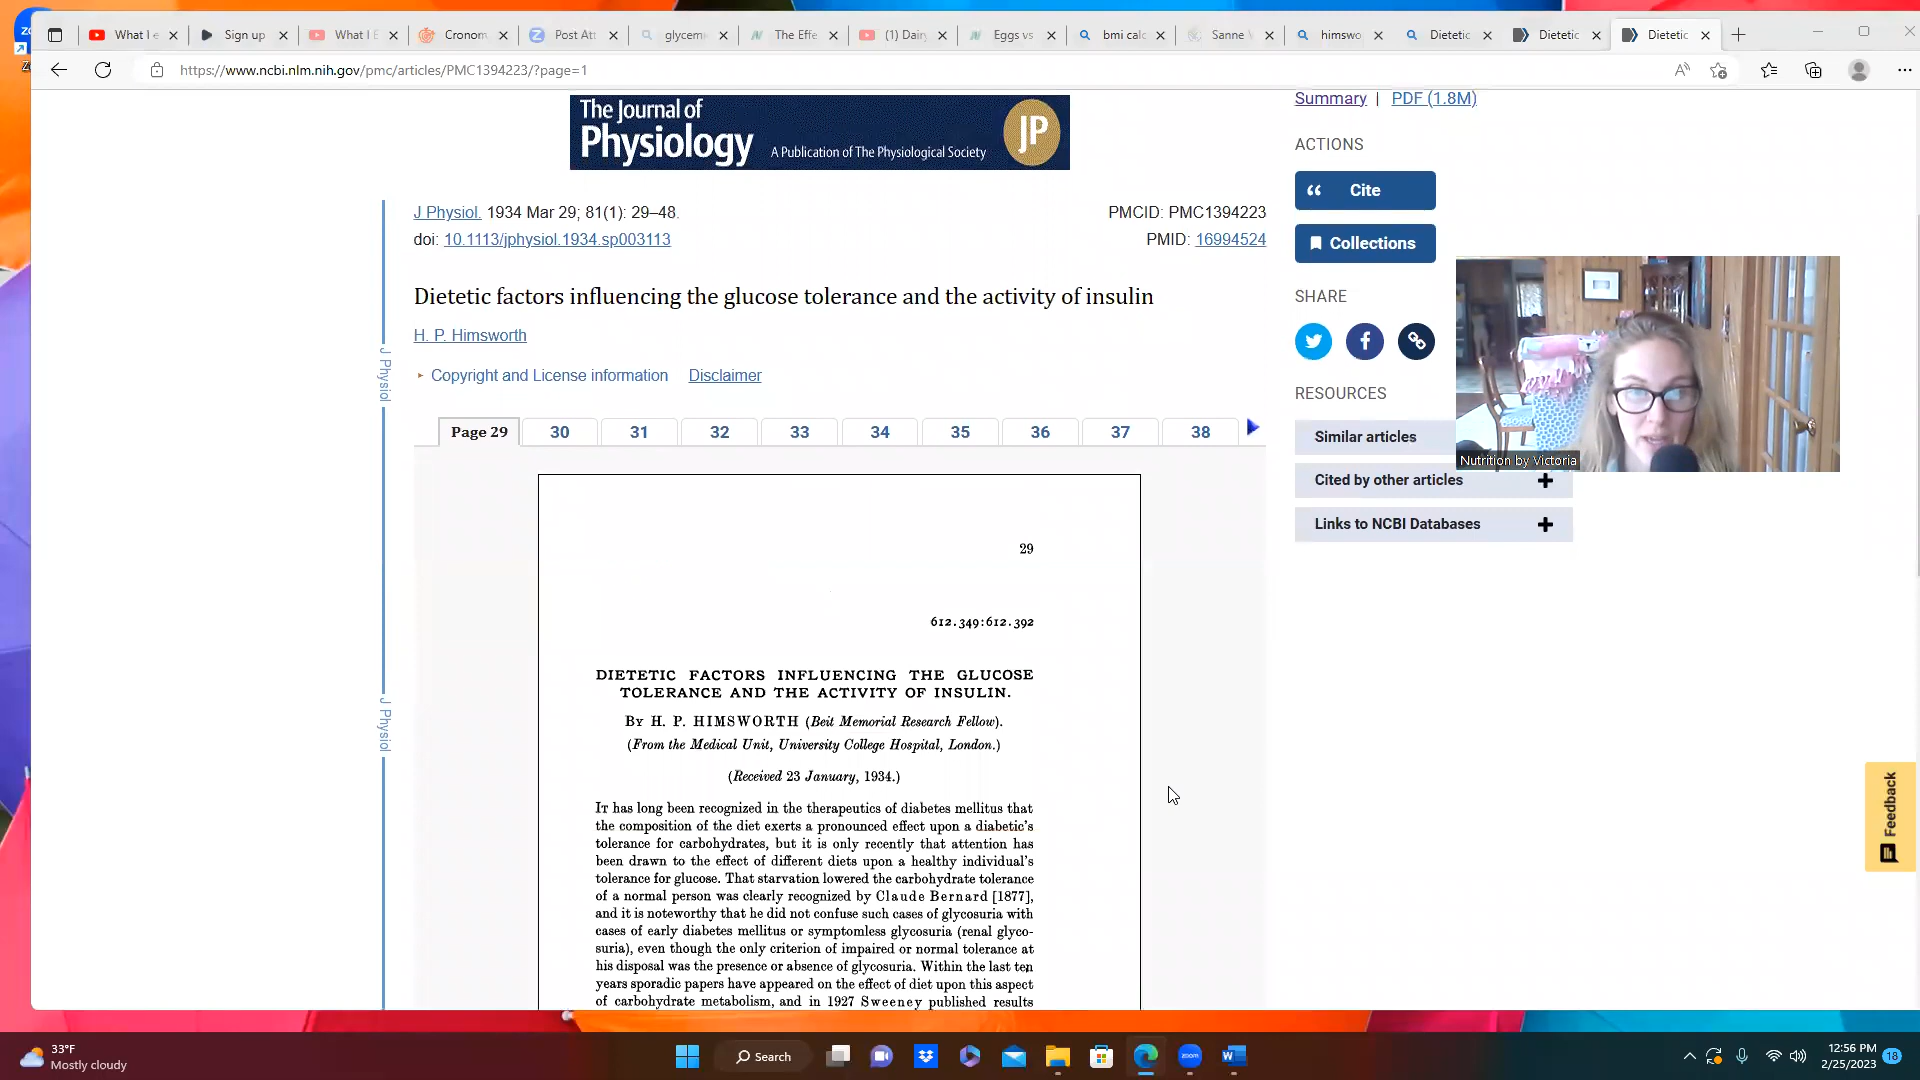 What I e
Sign up
What I E
Cronom
Post Att
glycemi
The Effe
(1) Dair
Eggs vs
bmi calc
Sanne V
himswo
Dietetic
Dietetic
Dietetic
https://www.ncbi.nlm.nih.gov/pmc/articles/PMC1394223/?page=1
The Journal of
Physiology A Publication of The Physiological Society JP
Summary | PDF (1.8M)
ACTIONS
Cite
Collections
SHARE
RESOURCES
Similar articles
Cited by other articles
Links to NCBI Databases
Nutrition by Victoria
J Physiol. 1934 Mar 29; 81(1): 29–48.
PMCID: PMC1394223
doi: 10.1113/jphysiol.1934.sp003113
PMID: 16994524
Dietetic factors influencing the glucose tolerance and the activity of insulin
H. P. Himsworth
Copyright and License information Disclaimer
J Physiol
J Physiol
Page 29 30 31 32 33 34 35 36 37 38
29
612.349:612.392
DIETETIC FACTORS INFLUENCING THE GLUCOSE
TOLERANCE AND THE ACTIVITY OF INSULIN.
BY H. P. HIMSWORTH (Beit Memorial Research Fellow).
(From the Medical Unit, University College Hospital, London.)
(Received 23 January, 1934.)
IT has long been recognized in the therapeutics of diabetes mellitus that
the composition of the diet exerts a pronounced effect upon a diabetic's
tolerance for carbohydrates, but it is only recently that attention has
been drawn to the effect of different diets upon a healthy individual's
tolerance for glucose. That starvation lowered the carbohydrate tolerance
of a normal person was clearly recognized by Claude Bernard [1877],
and it is noteworthy that he did not confuse such cases of glycosuria with
cases of early diabetes mellitus or symptomless glycosuria (renal glyco-
suria), even though the only criterion of impaired or normal tolerance at
his disposal was the presence or absence of glycosuria. Within the last ten
years sporadic papers have appeared on the effect of diet upon this aspect
of carbohydrate metabolism, and in 1927 Sweeney published results
Feedback
33°F
Mostly cloudy
Search
zoom
12:56 PM
2/25/2023
18